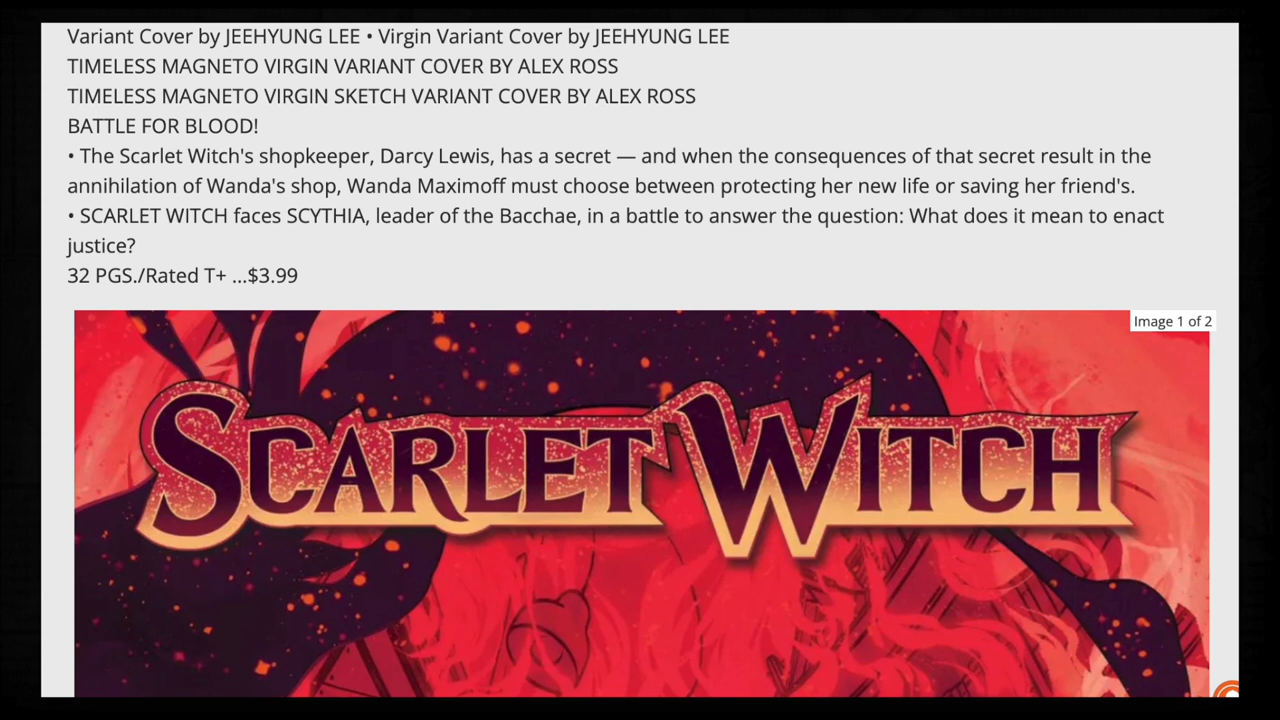 Variant Cover by JEEHYUNG LEE • Virgin Variant Cover by JEEHYUNG LEE
TIMELESS MAGNETO VIRGIN VARIANT COVER BY ALEX ROSS
TIMELESS MAGNETO VIRGIN SKETCH VARIANT COVER BY ALEX ROSS
BATTLE FOR BLOOD!
• The Scarlet Witch's shopkeeper, Darcy Lewis, has a secret — and when the consequences of that secret result in the
annihilation of Wanda's shop, Wanda Maximoff must choose between protecting her new life or saving her friend's.
• SCARLET WITCH faces SCYTHIA, leader of the Bacchae, in a battle to answer the question: What does it mean to enact
justice?
32 PGS./Rated T+ ...$3.99
Image 1 of 2
SCARLET WITCH